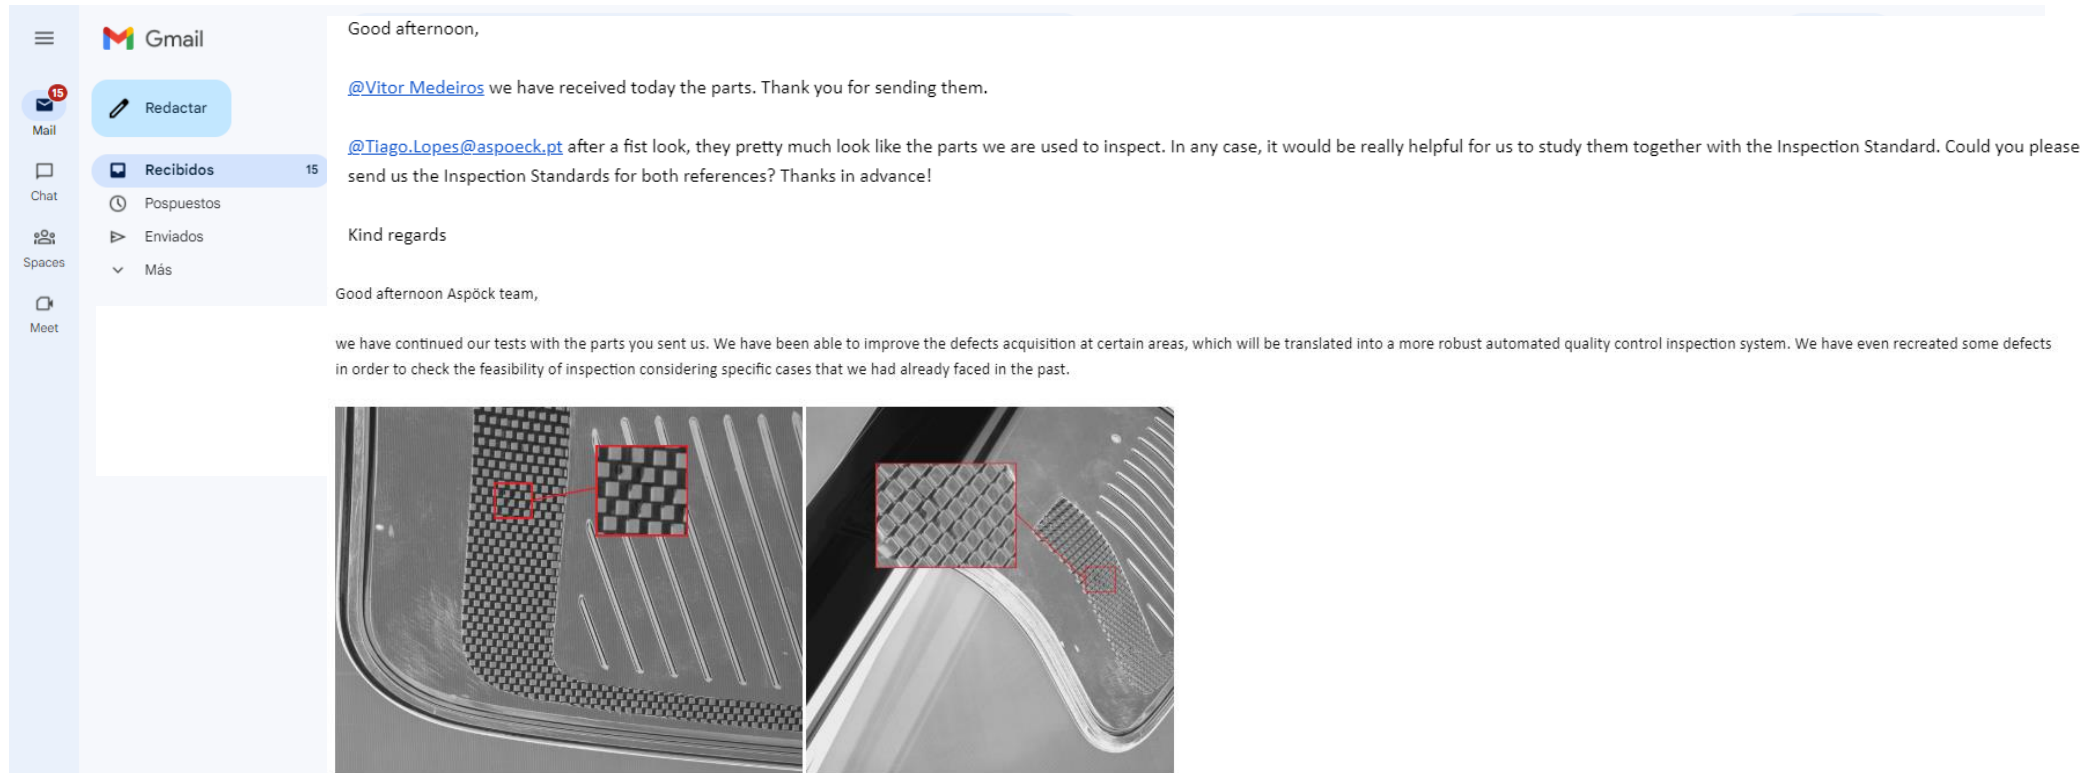 Gmail
15
Mail
Redactar
Recibidos 15
Chat
Pospuestos
Enviados
Spaces
Más
Meet
Good afternoon,
@Vitor Medeiros we have received today the parts. Thank you for sending them.
@Tiago.Lopes@aspoeck.pt after a fist look, they pretty much look like the parts we are used to inspect. In any case, it would be really helpful for us to study them together with the Inspection Standard. Could you please
send us the Inspection Standards for both references? Thanks in advance!
Kind regards
Good afternoon Aspöck team,
we have continued our tests with the parts you sent us. We have been able to improve the defects acquisition at certain areas, which will be translated into a more robust automated quality control inspection system. We have even recreated some defects
in order to check the feasibility of inspection considering specific cases that we had already faced in the past.